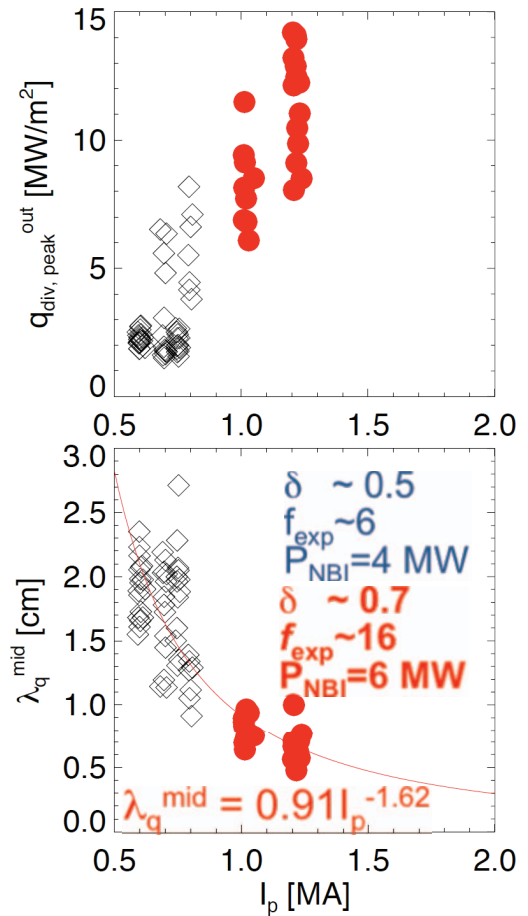 15
10
5
0
q_div, peak^out [MW/m²]
0.5 1.0 1.5 2.0
3.0
2.5
2.0
1.5
1.0
0.5
0.0
λ_q^mid [cm]
δ ~ 0.5
f_exp~6
P_NBI=4 MW
δ ~ 0.7
f_exp~16
P_NBI=6 MW
λ_q^mid = 0.91I_p^-1.62
0.5 1.0 1.5 2.0
I_p [MA]